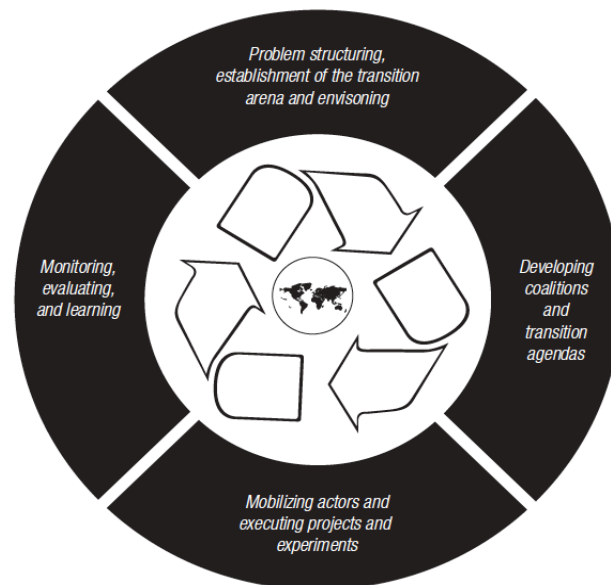 Problem structuring,
establishment of the transition
arena and envisoning
Developing
coalitions
and
transition
agendas
Mobilizing actors and
executing projects and
experiments
Monitoring,
evaluating,
and learning